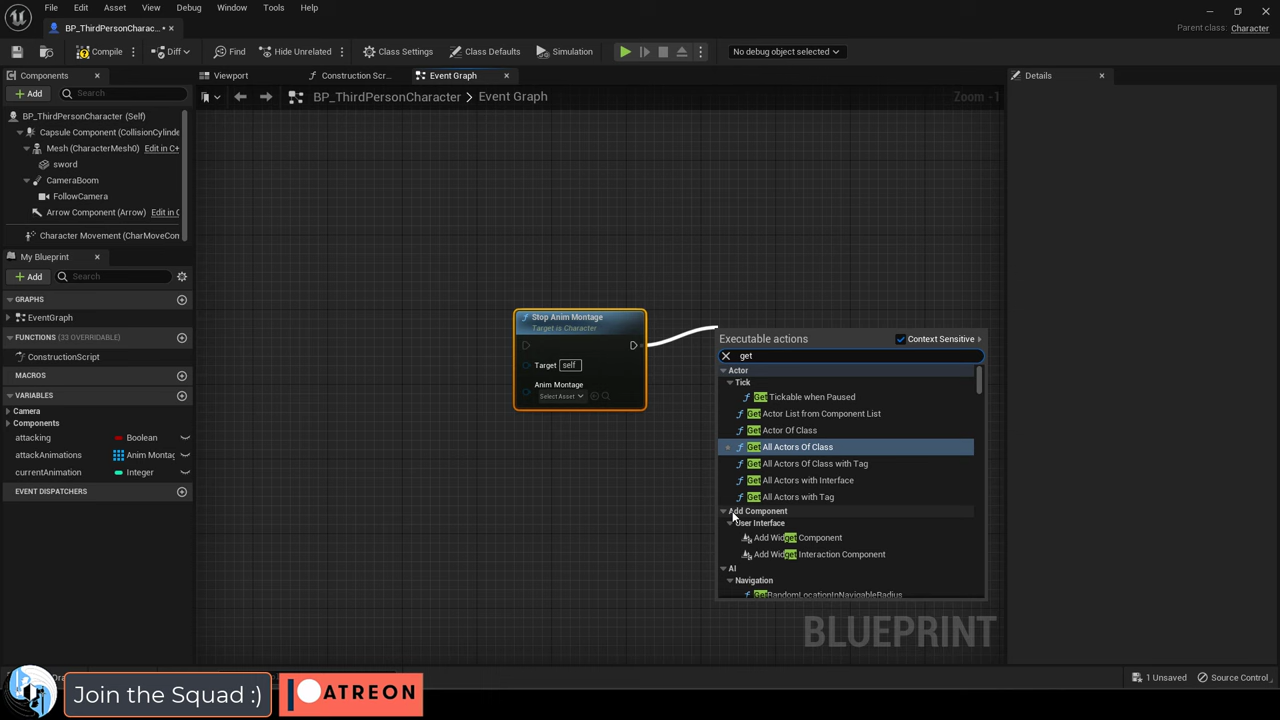 File Edit Asset View Debug Window Tools Help
BP_ThirdPersonCharac...
Parent class: Character
Compile Diff Find Hide Unrelated Class Settings Class Defaults Simulation No debug object selected
Components Viewport Construction Scr... Event Graph Details
Add Search
BP_ThirdPersonCharacter > Event Graph Zoom -1
BP_ThirdPersonCharacter (Self)
Capsule Component (CollisionCylinde
Mesh (CharacterMesh0) Edit in C+
sword
CameraBoom
FollowCamera
Arrow Component (Arrow) Edit in C
Character Movement (CharMoveCom
My Blueprint
Add Search
GRAPHS
EventGraph
FUNCTIONS (33 OVERRIDABLE)
ConstructionScript
MACROS
VARIABLES
Camera
Components
attacking Boolean
attackAnimations Anim Montag
currentAnimation Integer
EVENT DISPATCHERS
Stop Anim Montage
Target is Character
Target self
Anim Montage
Select Asset
Executable actions Context Sensitive
get
Actor
Tick
Get Tickable when Paused
Get Actor List from Component List
Get Actor Of Class
Get All Actors Of Class
Get All Actors Of Class with Tag
Get All Actors with Interface
Get All Actors with Tag
Add Component
User Interface
Add Widget Component
Add Widget Interaction Component
AI
Navigation
GetRandomLocationInNavigableRadius
BLUEPRINT
1 Unsaved Source Control
Join the Squad :) PATREON